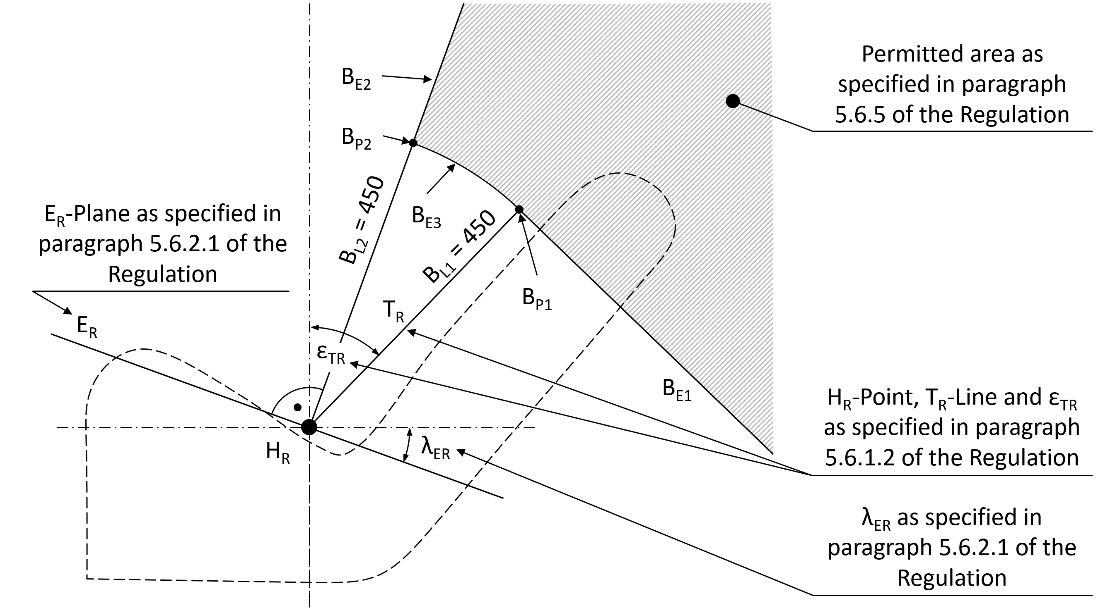 Permitted area as
specified in paragraph
5.6.5 of the Regulation
B_E2
B_P2
B_L2 = 450
B_E3
B_L1 = 450
B_P1
E_R-Plane as specified in
paragraph 5.6.2.1 of the
Regulation
E_R
T_R
ε_TR
B_E1
H_R-Point, T_R-Line and ε_TR
as specified in paragraph
5.6.1.2 of the Regulation
H_R
λ_ER
λ_ER as specified in
paragraph 5.6.2.1 of the
Regulation